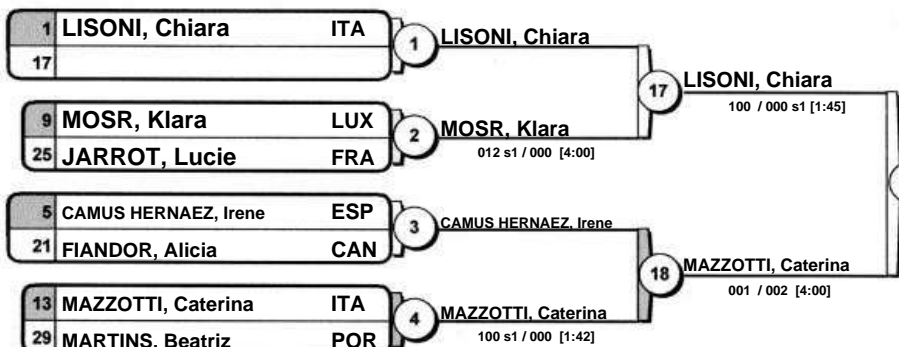 1 LISONI, Chiara ITA
17
1
LISONI, Chiara
17
LISONI, Chiara
100 / 000 s1 [1:45]
9 MOSR, Klara LUX
25 JARROT, Lucie FRA
2
MOSR, Klara
012 s1 / 000 [4:00]
5 CAMUS HERNAEZ, Irene ESP
21 FIANDOR, Alicia CAN
3
CAMUS HERNAEZ, Irene
18
MAZZOTTI, Caterina
001 / 002 [4:00]
13 MAZZOTTI, Caterina ITA
29 MARTINS, Beatriz POR
4
MAZZOTTI, Caterina
100 s1 / 000 [1:42]